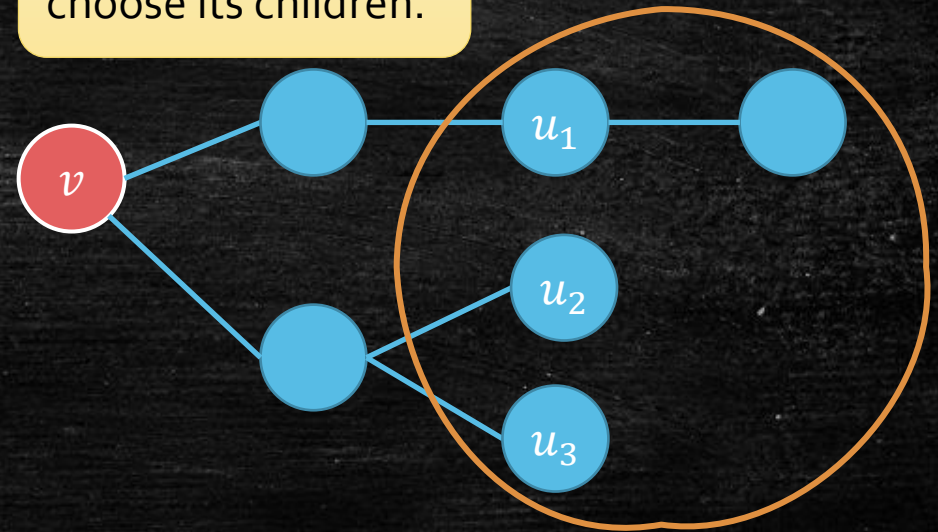 choose its children.
v
u₁
u₂
u₃